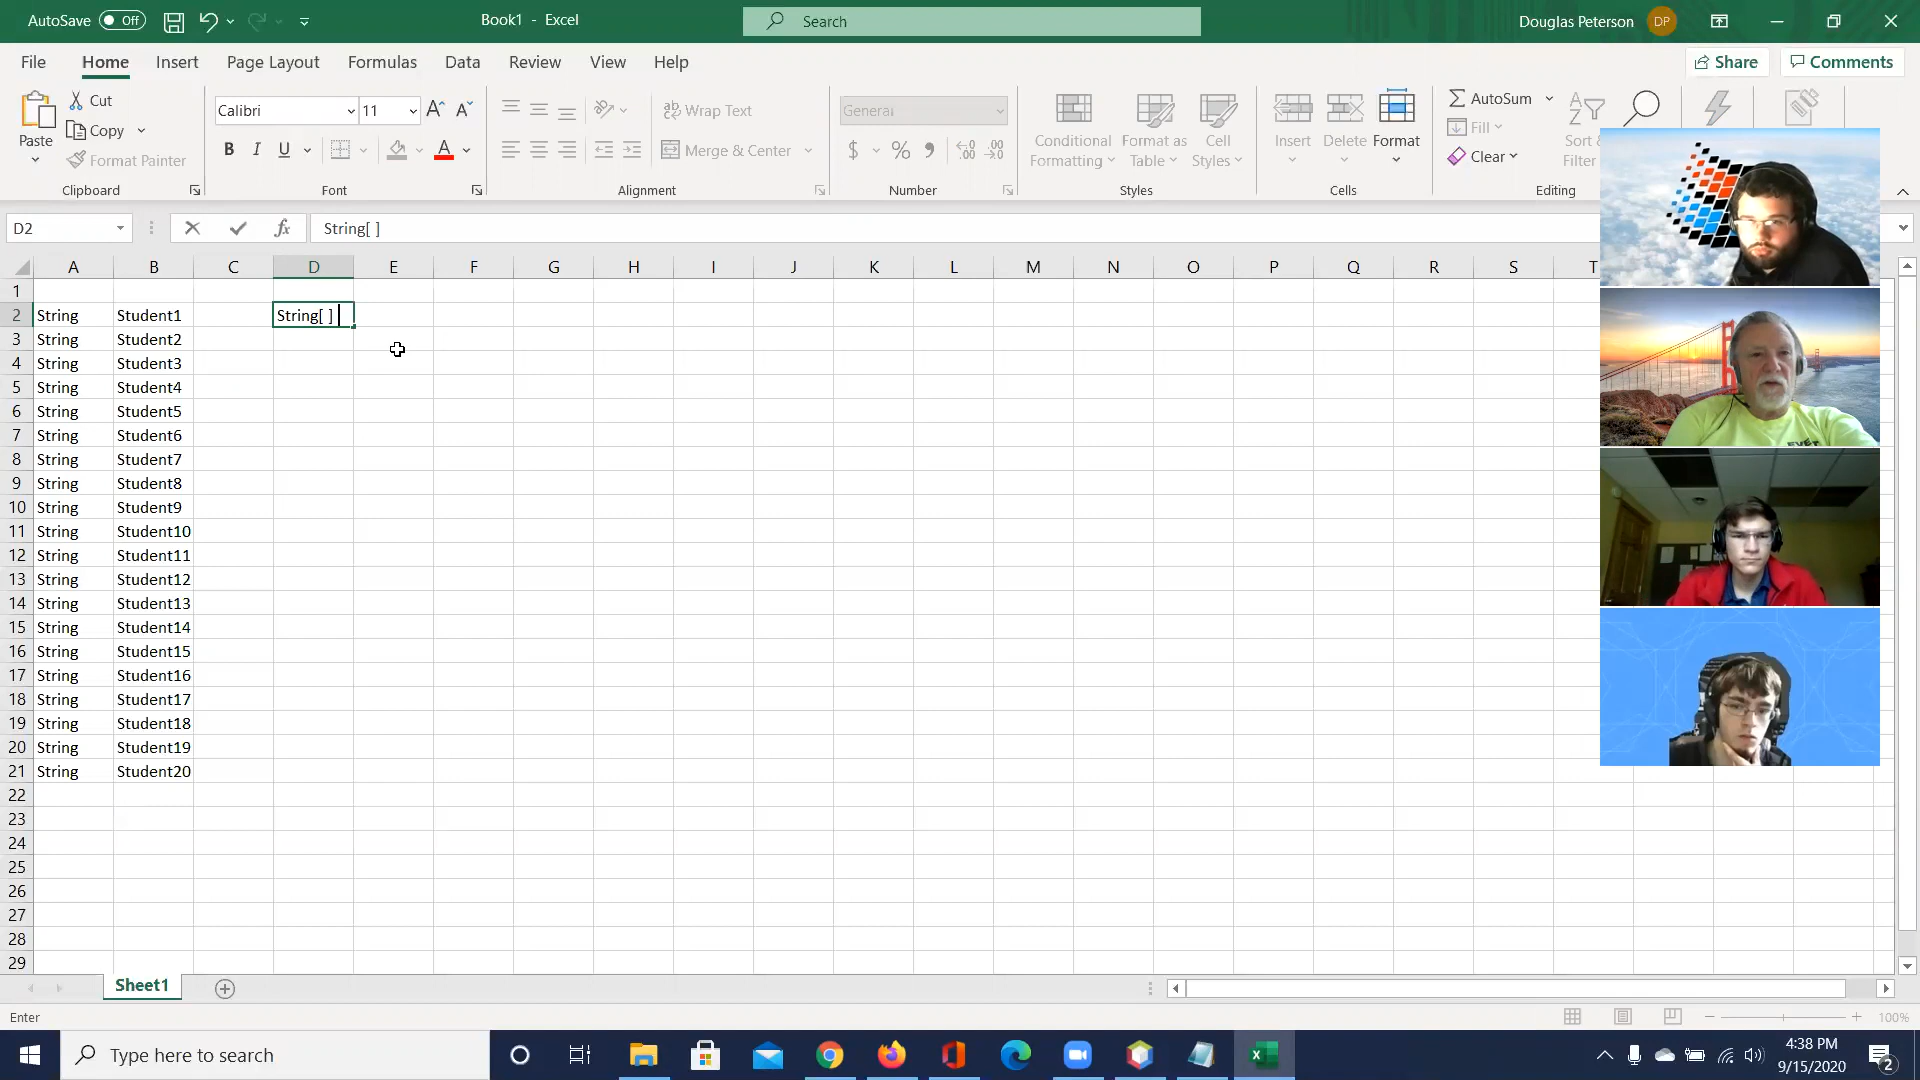 AutoSave Off Book1 - Excel Search Douglas Peterson DP
File Home Insert Page Layout Formulas Data Review View Help Share Comments
Paste Cut Copy Format Painter Clipboard
Calibri 11 B I U A Font
Wrap Text Merge & Center Alignment
General $ % Number
Conditional Formatting Format as Table Cell Styles Styles
Insert Delete Format Cells
AutoSum Fill Clear Sort & Filter Editing
D2 fx String[ ]
A B C D E F G H I J K L M N O P Q R S T
1
2 String Student1 String[ ]
3 String Student2
4 String Student3
5 String Student4
6 String Student5
7 String Student6
8 String Student7
9 String Student8
10 String Student9
11 String Student10
12 String Student11
13 String Student12
14 String Student13
15 String Student14
16 String Student15
17 String Student16
18 String Student17
19 String Student18
20 String Student19
21 String Student20
22
23
24
25
26
27
28
29
Sheet1
Enter 100%
Type here to search 4:38 PM
9/15/2020 2